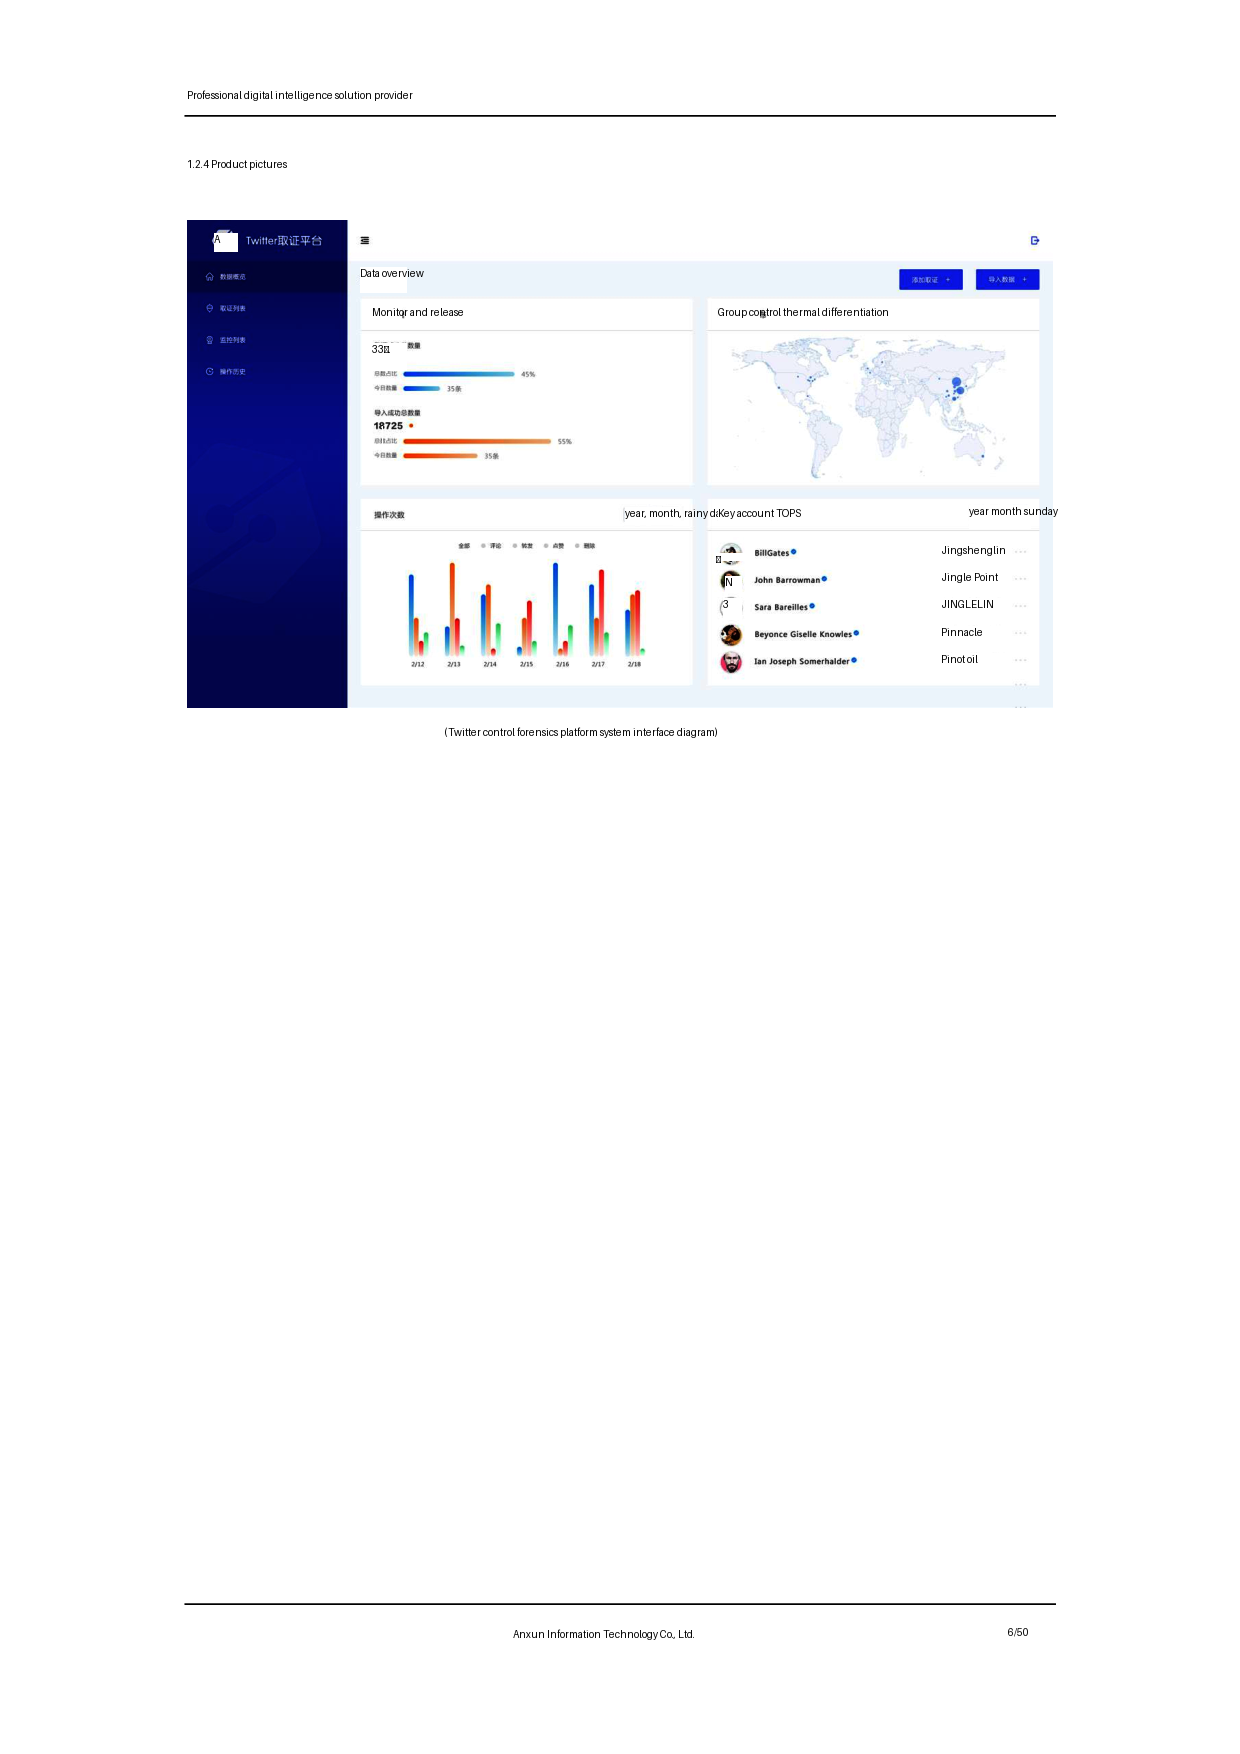 Professional digital intelligence solution provider
1.2.4 Product pictures
A Twitter取证平台
数据概览
取证列表
监控列表
操作历史
Data overview
添加取证 +
导入数据 +
Monitor and release
33 数量
总数占比 45%
今日数量 35条
导入成功总数量
18725
总数占比 55%
今日数量 35条
Group control thermal differentiation
操作次数
year, month, rainy da
全部 评论 转发 点赞 删除
2/12 2/13 2/14 2/15 2/16 2/17 2/18
Key account TOPS
year month sunday
BillGates Jingshenglin
N John Barrowman Jingle Point
3 Sara Bareilles JINGLELIN
Beyonce Giselle Knowles Pinnacle
Ian Joseph Somerhalder Pinot oil
(Twitter control forensics platform system interface diagram)
Anxun Information Technology Co., Ltd.
6/50